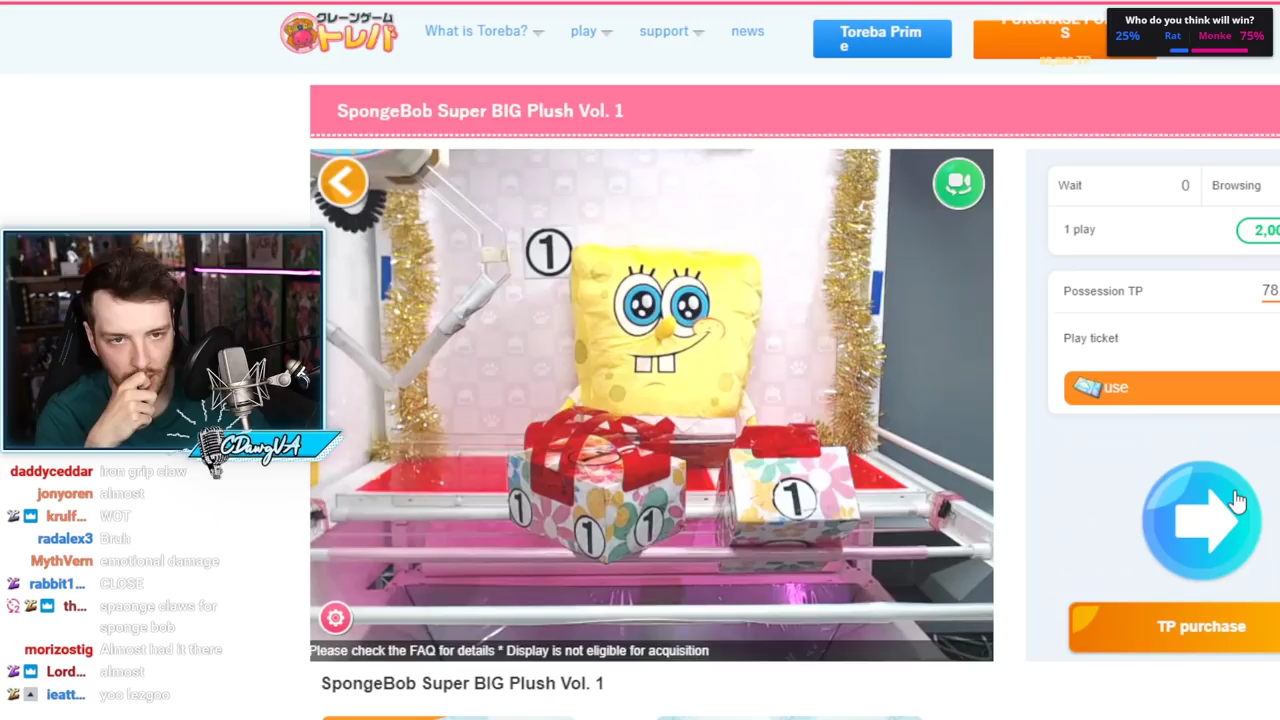 クレーンゲーム
トレバ
What is Toreba?
play
support
news
Toreba Prim
e
S
Who do you think will win?
25% Rat Monke 75%
SpongeBob Super BIG Plush Vol. 1
1
1
1
1
1
Please check the FAQ for details * Display is not eligible for acquisition
SpongeBob Super BIG Plush Vol. 1
Wait 0 Browsing
1 play 2,00
Possession TP 78
Play ticket
use
TP purchase
CDawgVA
daddyceddar iron grip claw
jonyoren almost
krulf... WOT
radalex3 Bruh
MythVern emotional damage
rabbit1... CLOSE
th... spaonge claws for
sponge bob
morizostig Almost had it there
Lord... almost
ieatt... yoo lezgoo